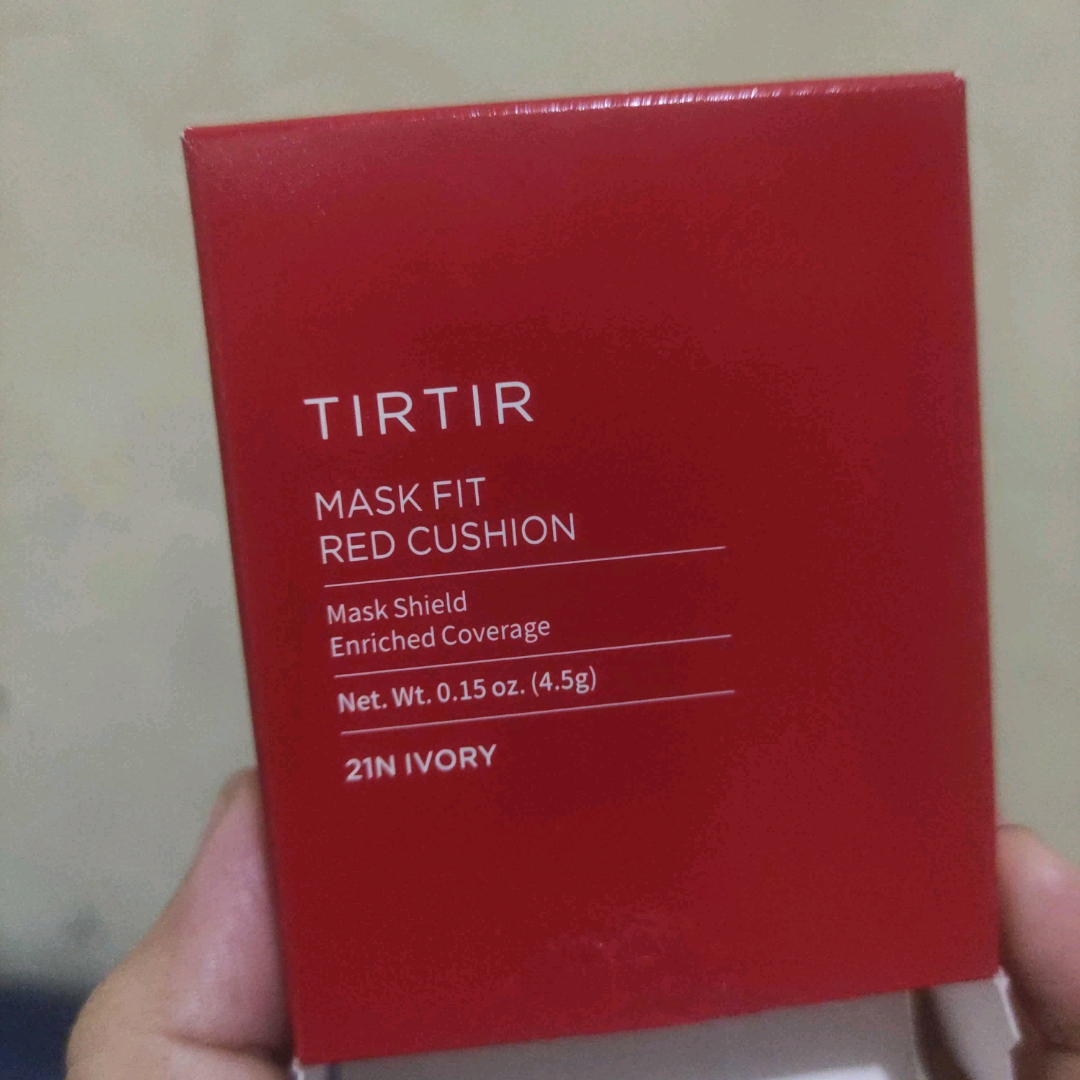 TIRTIR
MASK FIT
RED CUSHION
Mask Shield
Enriched Coverage
Net. Wt. 0.15 oz. (4.5g)
21N IVORY